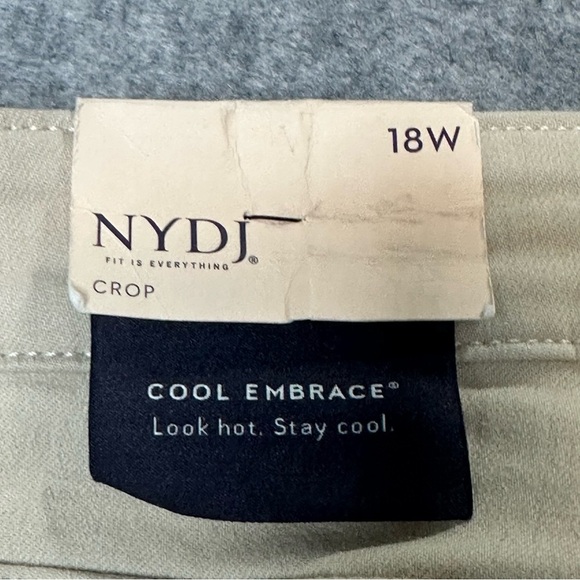 18W
NYDJ®
FIT IS EVERYTHING
CROP
COOL EMBRACE®
Look hot. Stay cool.